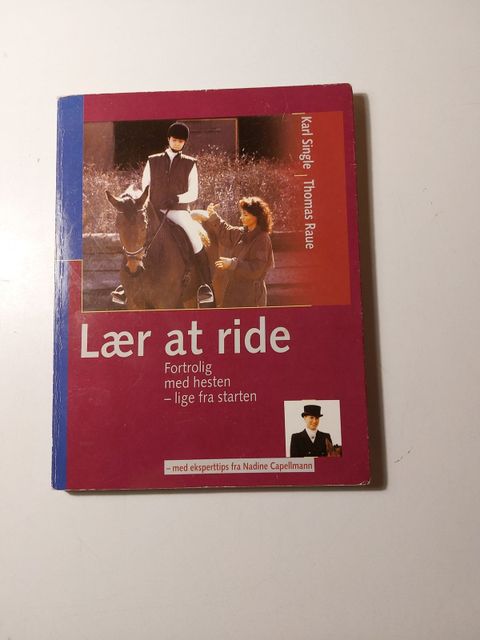 Karl Single | Thomas Raue
Lær at ride
Fortrolig
med hesten
– lige fra starten
– med eksperttips fra Nadine Capellmann